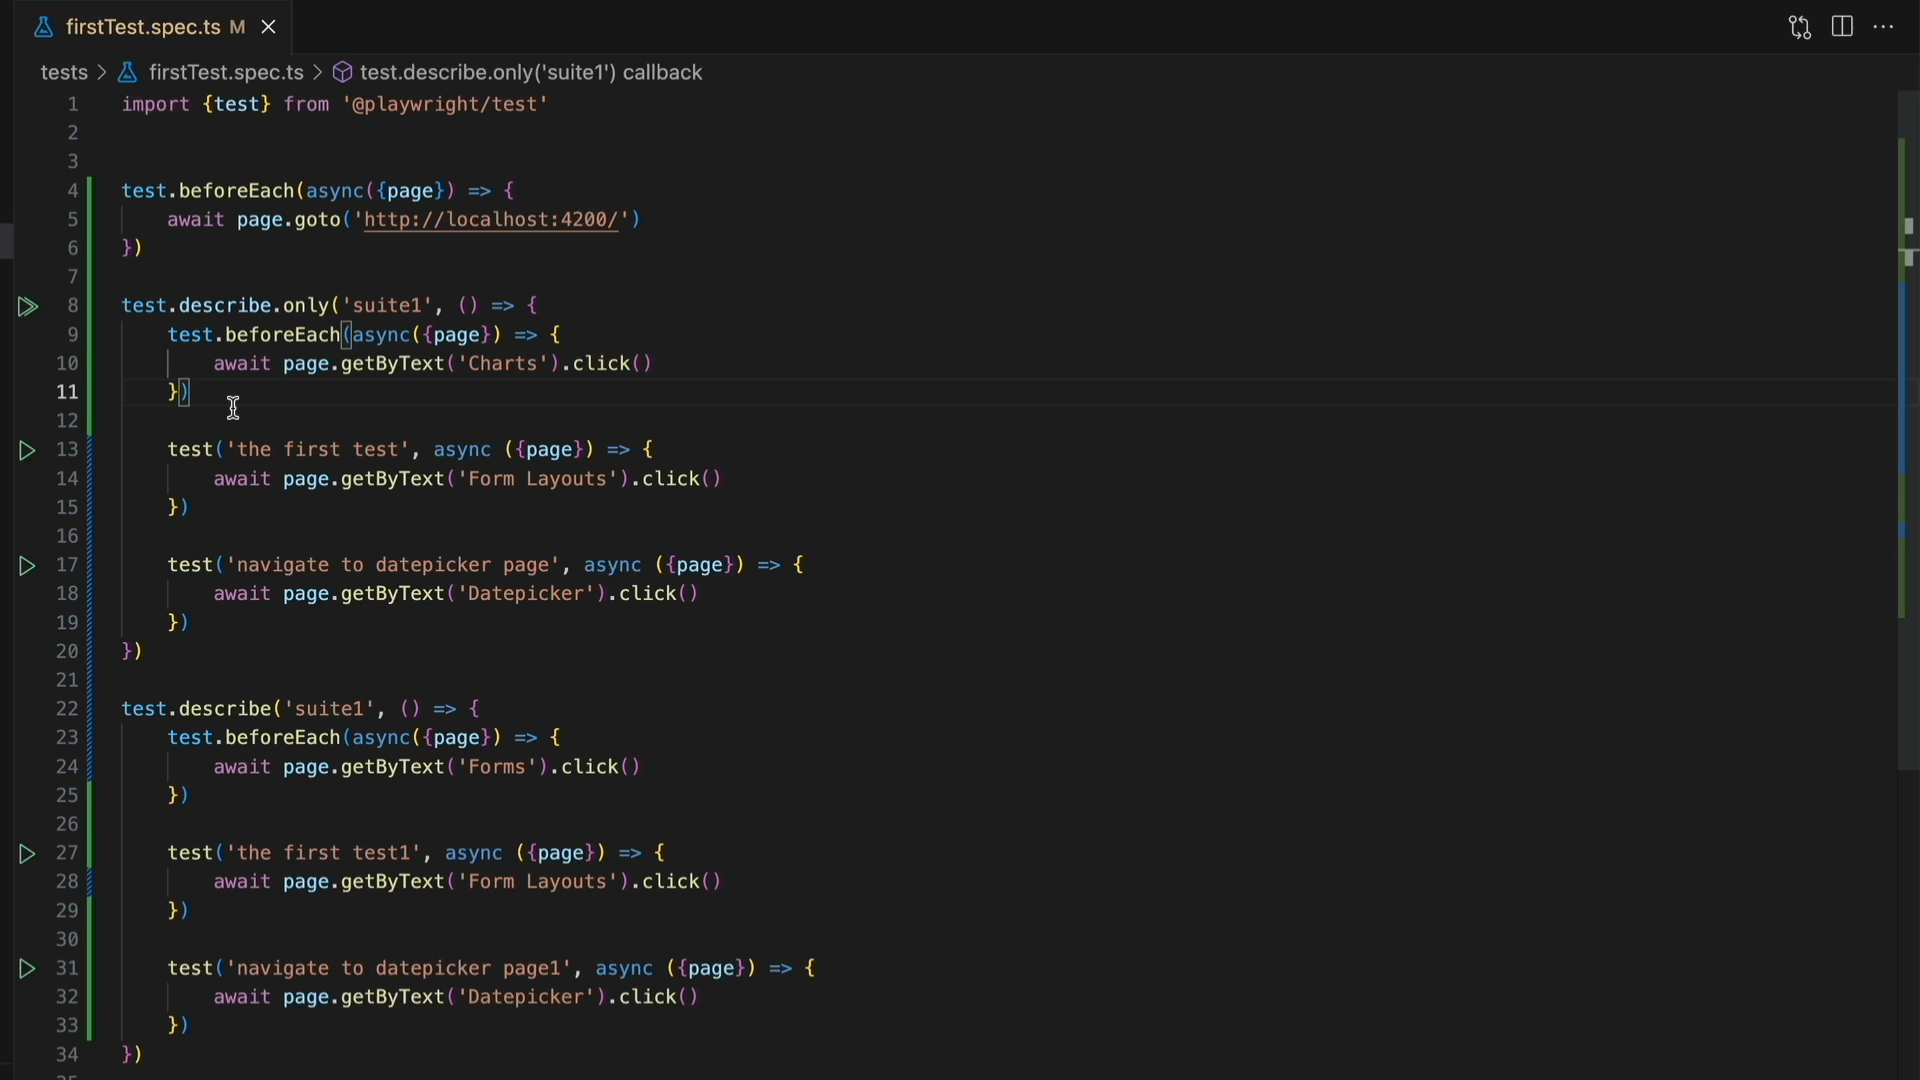 firstTest.spec.ts M
tests > firstTest.spec.ts > test.describe.only('suite1') callback
1 import {test} from '@playwright/test'
2
3
4 test.beforeEach(async({page}) => {
5 await page.goto('http://localhost:4200/')
6 })
7
8 test.describe.only('suite1', () => {
9 test.beforeEach(async({page}) => {
10 await page.getByText('Charts').click()
11 })
12
13 test('the first test', async ({page}) => {
14 await page.getByText('Form Layouts').click()
15 })
16
17 test('navigate to datepicker page', async ({page}) => {
18 await page.getByText('Datepicker').click()
19 })
20 })
21
22 test.describe('suite1', () => {
23 test.beforeEach(async({page}) => {
24 await page.getByText('Forms').click()
25 })
26
27 test('the first test1', async ({page}) => {
28 await page.getByText('Form Layouts').click()
29 })
30
31 test('navigate to datepicker page1', async ({page}) => {
32 await page.getByText('Datepicker').click()
33 })
34 })